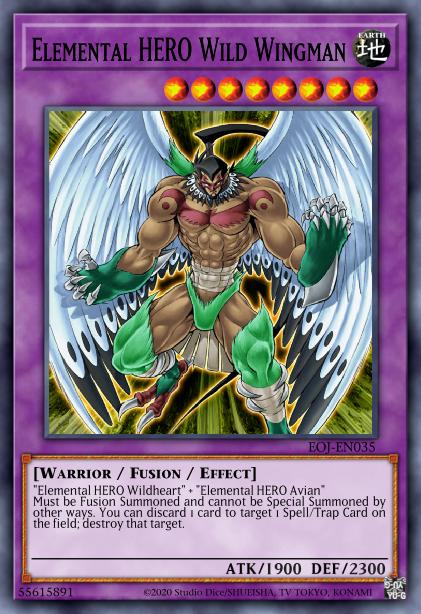 ELEMENTAL HERO WILD WINGMAN
EARTH
地
EOJ-EN035
[WARRIOR / FUSION / EFFECT]
"Elemental HERO Wildheart" + "Elemental HERO Avian"
Must be Fusion Summoned and cannot be Special Summoned by
other ways. You can discard 1 card to target 1 Spell/Trap Card on
the field; destroy that target.
ATK/1900 DEF/2300
55615891
©2020 Studio Dice/SHUEISHA, TV TOKYO, KONAMI